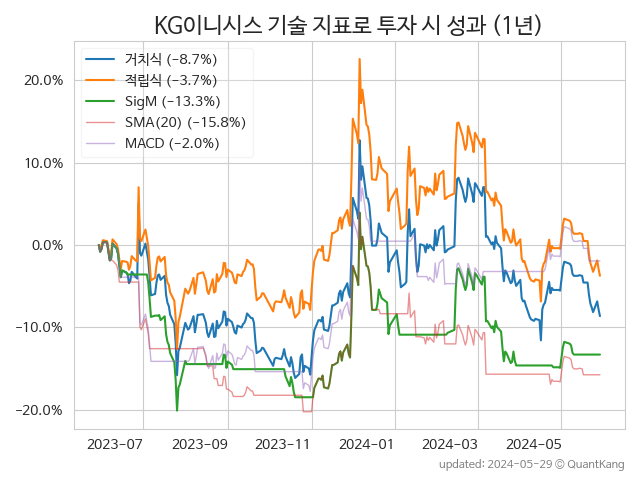 KG이니시스 기술 지표로 투자 시 성과 (1년)
거치식 (−8.7%)
적립식 (−3.7%)
SigM (−13.3%)
SMA(20) (−15.8%)
MACD (−2.0%)
20.0%
10.0%
0.0%
−10.0%
−20.0%
2023-07 2023-09 2023-11 2024-01 2024-03 2024-05
updated: 2024-05-29 © QuantKang